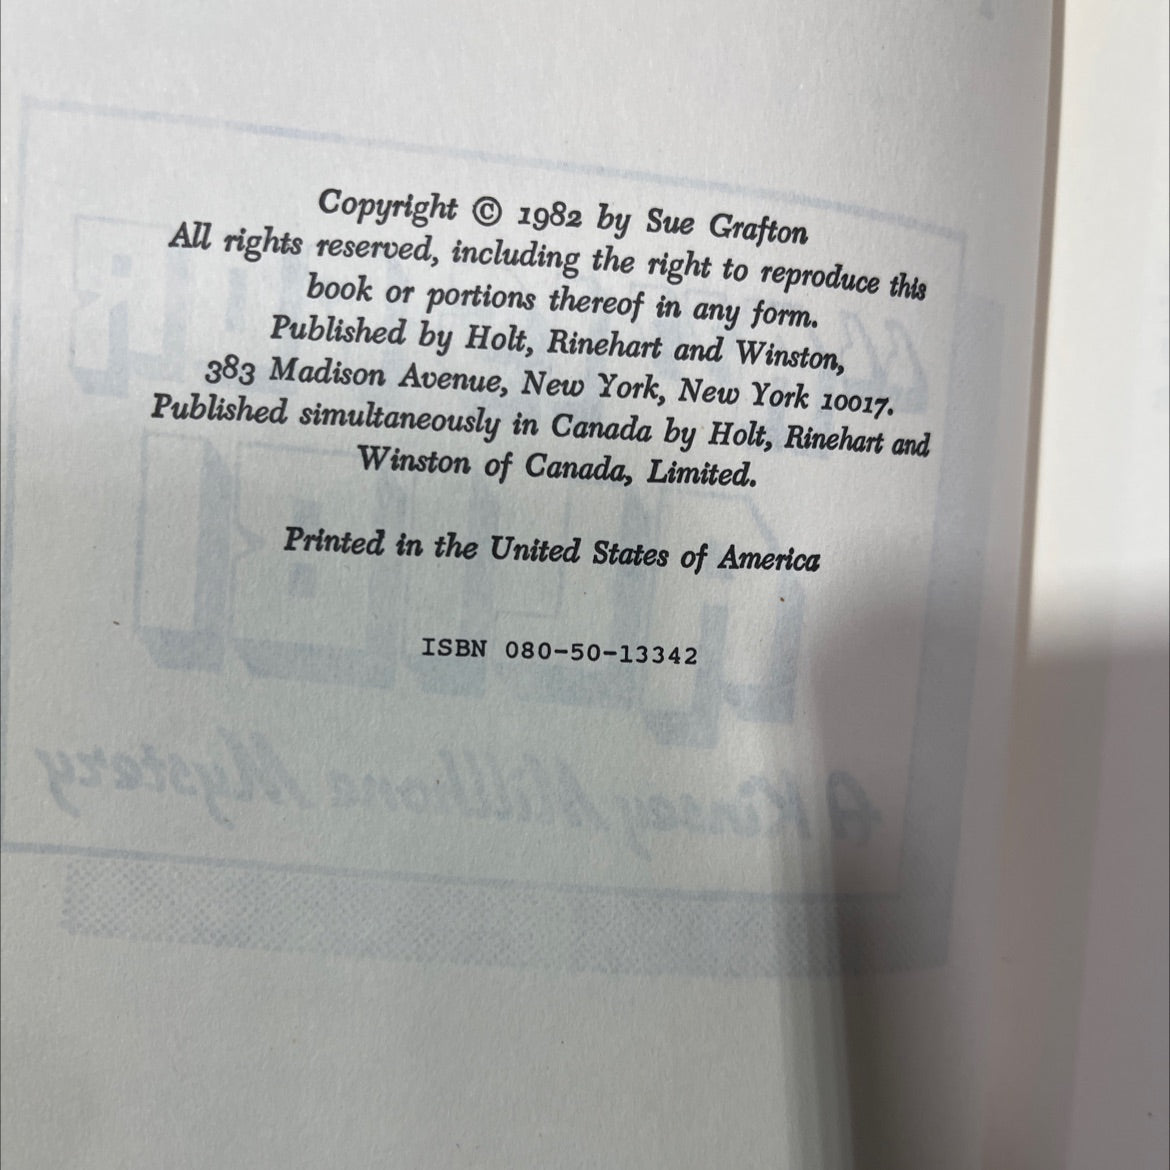 Copyright © 1982 by Sue Grafton
All rights reserved, including the right to reproduce this
book or portions thereof in any form.
Published by Holt, Rinehart and Winston,
383 Madison Avenue, New York, New York 10017.
Published simultaneously in Canada by Holt, Rinehart and
Winston of Canada, Limited.
Printed in the United States of America
ISBN 080-50-13342
A Kinsey Millhone Mystery